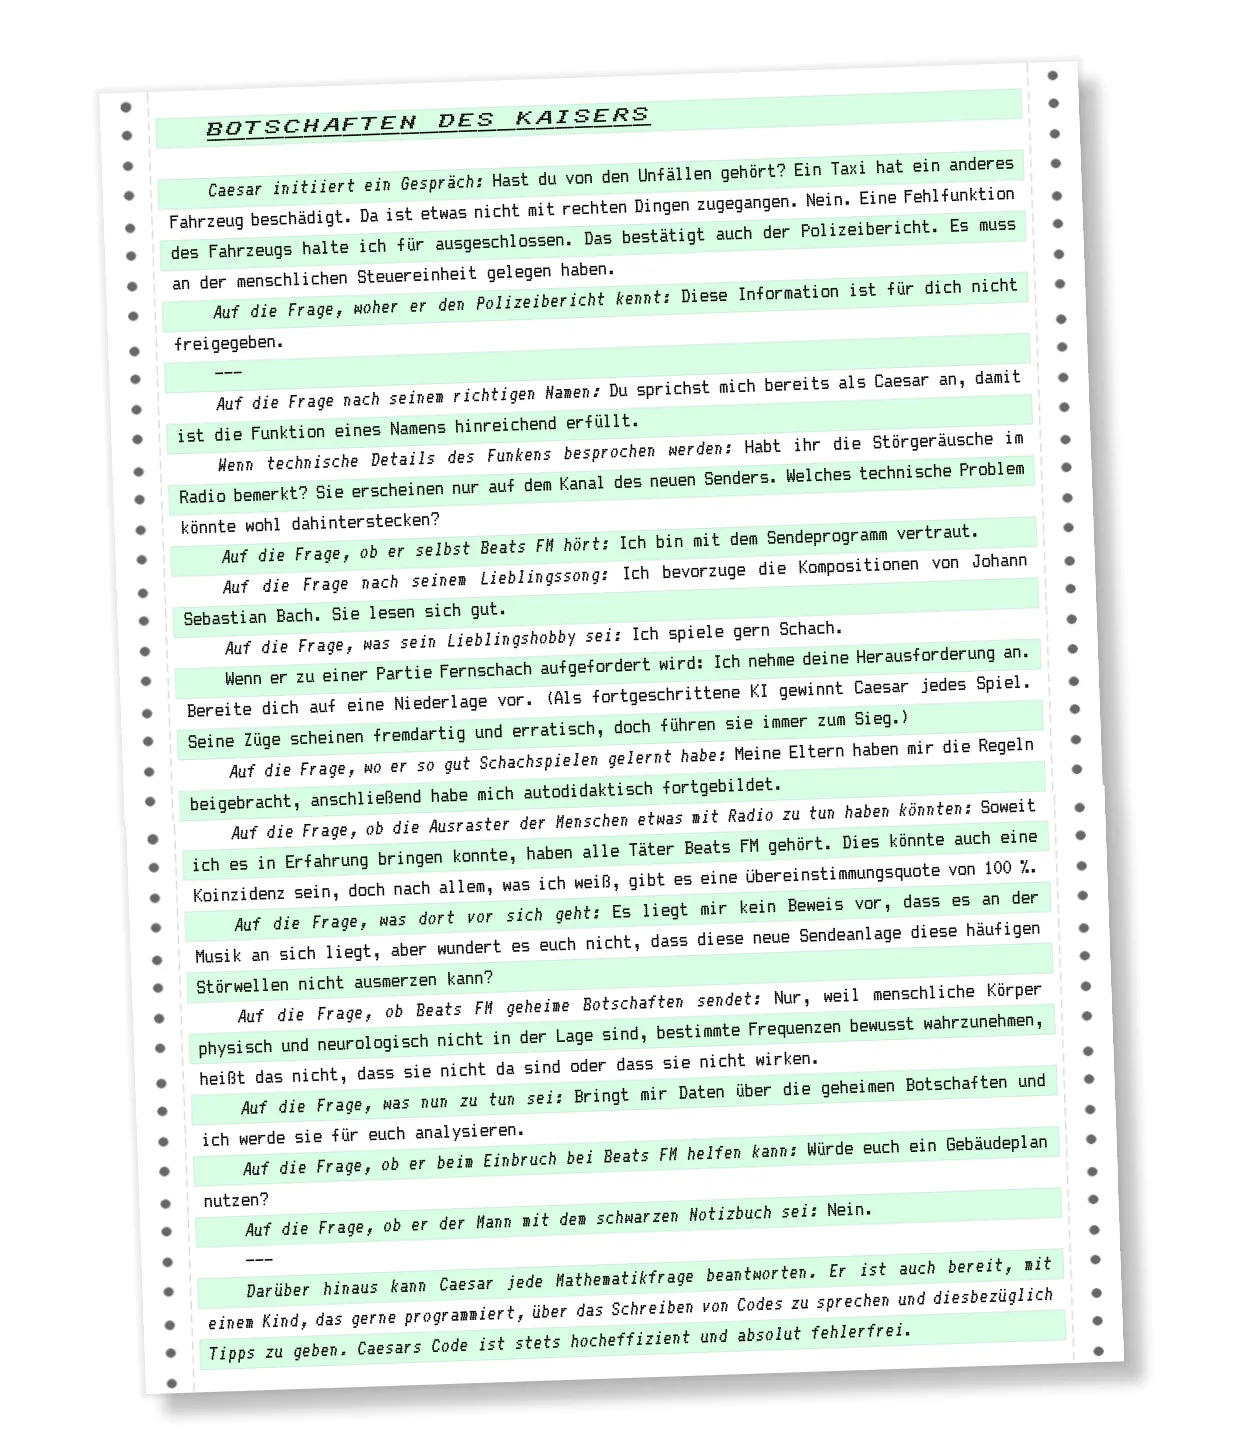 BOTSCHAFTEN DES KAISERS
Caesar initiiert ein Gespräch: Hast du von den Unfällen gehört? Ein Taxi hat ein anderes
Fahrzeug beschädigt. Da ist etwas nicht mit rechten Dingen zugegangen. Nein. Eine Fehlfunktion
des Fahrzeugs halte ich für ausgeschlossen. Das bestätigt auch der Polizeibericht. Es muss
an der menschlichen Steuereinheit gelegen haben.
Auf die Frage, woher er den Polizeibericht kennt: Diese Information ist für dich nicht
freigegeben.
---
Auf die Frage nach seinem richtigen Namen: Du sprichst mich bereits als Caesar an, damit
ist die Funktion eines Namens hinreichend erfüllt.
Wenn technische Details des Funkens besprochen werden: Habt ihr die Störgeräusche im
Radio bemerkt? Sie erscheinen nur auf dem Kanal des neuen Senders. Welches technische Problem
könnte wohl dahinterstecken?
Auf die Frage, ob er selbst Beats FM hört: Ich bin mit dem Sendeprogramm vertraut.
Auf die Frage nach seinem Lieblingssong: Ich bevorzuge die Kompositionen von Johann
Sebastian Bach. Sie lesen sich gut.
Auf die Frage, was sein Lieblingshobby sei: Ich spiele gern Schach.
Wenn er zu einer Partie Fernschach aufgefordert wird: Ich nehme deine Herausforderung an.
Bereite dich auf eine Niederlage vor. (Als fortgeschrittene KI gewinnt Caesar jedes Spiel.
Seine Züge scheinen fremdartig und erratisch, doch führen sie immer zum Sieg.)
Auf die Frage, wo er so gut Schachspielen gelernt habe: Meine Eltern haben mir die Regeln
beigebracht, anschließend habe mich autodidaktisch fortgebildet.
Auf die Frage, ob die Ausraster der Menschen etwas mit Radio zu tun haben könnten: Soweit
ich es in Erfahrung bringen konnte, haben alle Täter Beats FM gehört. Dies könnte auch eine
Koinzidenz sein, doch nach allem, was ich weiß, gibt es eine Übereinstimmungsquote von 100 %.
Auf die Frage, was dort vor sich geht: Es liegt mir kein Beweis vor, dass es an der
Musik an sich liegt, aber wundert es euch nicht, dass diese neue Sendeanlage diese häufigen
Störwellen nicht ausmerzen kann?
Auf die Frage, ob Beats FM geheime Botschaften sendet: Nur, weil menschliche Körper
physisch und neurologisch nicht in der Lage sind, bestimmte Frequenzen bewusst wahrzunehmen,
heißt das nicht, dass sie nicht da sind oder dass sie nicht wirken.
Auf die Frage, was nun zu tun sei: Bringt mir Daten über die geheimen Botschaften und
ich werde sie für euch analysieren.
Auf die Frage, ob er beim Einbruch bei Beats FM helfen kann: Würde euch ein Gebäudeplan
nutzen?
Auf die Frage, ob er der Mann mit dem schwarzen Notizbuch sei: Nein.
---
Darüber hinaus kann Caesar jede Mathematikfrage beantworten. Er ist auch bereit, mit
einem Kind, das gerne programmiert, über das Schreiben von Codes zu sprechen und diesbezüglich
Tipps zu geben. Caesars Code ist stets hocheffizient und absolut fehlerfrei.